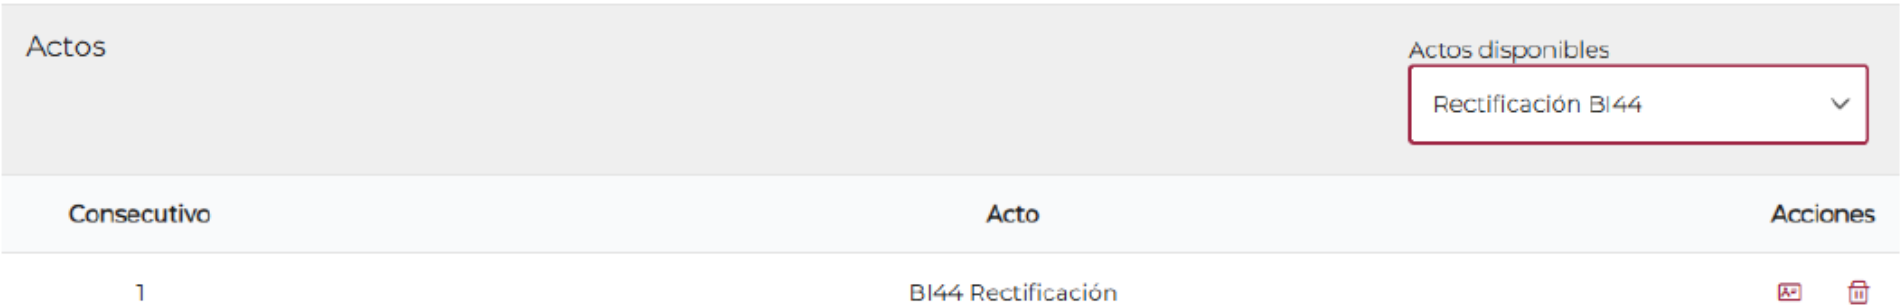 Actos
Actos disponibles
Rectificación BI44
Consecutivo Acto Acciones
1 BI44 Rectificación